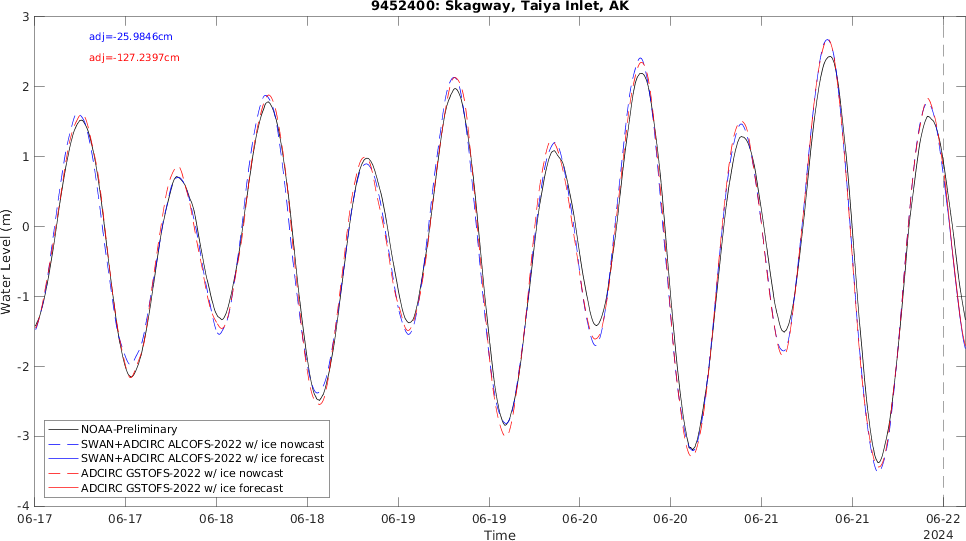 9452400: Skagway, Taiya Inlet, AK
3
adj=-25.9846cm
adj=-127.2397cm
2
1
0
Water Level (m)
-1
-2
-3
-4
NOAA-Preliminary
SWAN+ADCIRC ALCOFS-2022 w/ ice nowcast
SWAN+ADCIRC ALCOFS-2022 w/ ice forecast
ADCIRC GSTOFS-2022 w/ ice nowcast
ADCIRC GSTOFS-2022 w/ ice forecast
06-17 06-17 06-18 06-18 06-19 06-19 06-20 06-20 06-21 06-21 06-22
Time
2024